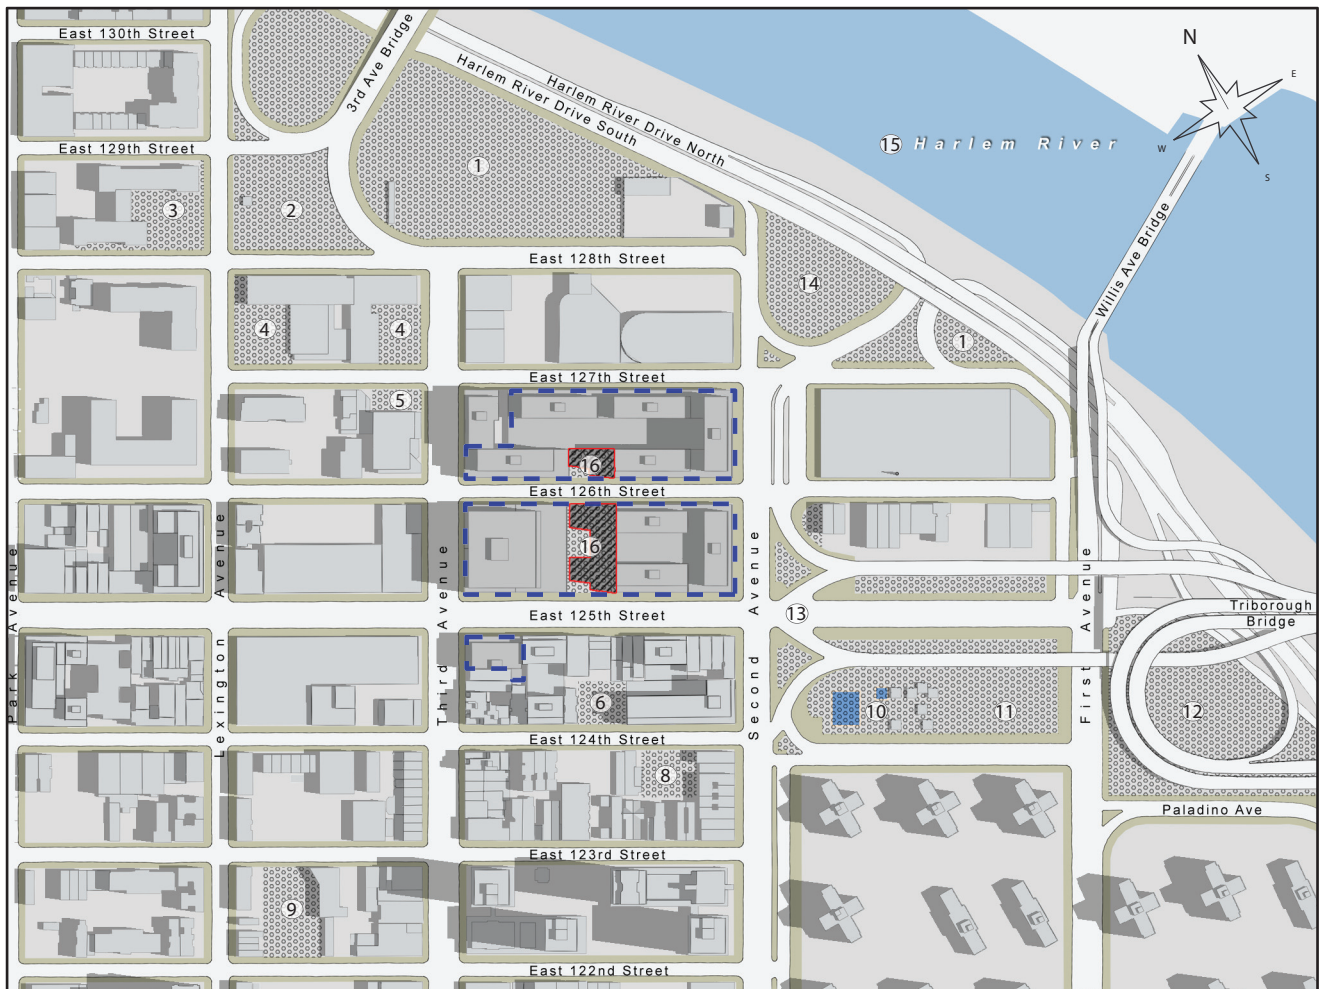 East 130th Street
3rd Ave Bridge
N
E
W
S
Harlem River Drive North
Harlem River Drive South
15 Harlem River
East 129th Street
1
3
2
Willis Ave Bridge
East 128th Street
14
4
4
1
East 127th Street
5
16
East 126th Street
16
Park Avenue
Lexington Avenue
Third Avenue
Second Avenue
First Avenue
East 125th Street
13
Triborough
Bridge
6
10
11
12
East 124th Street
8
Paladino Ave
East 123rd Street
9
East 122nd Street